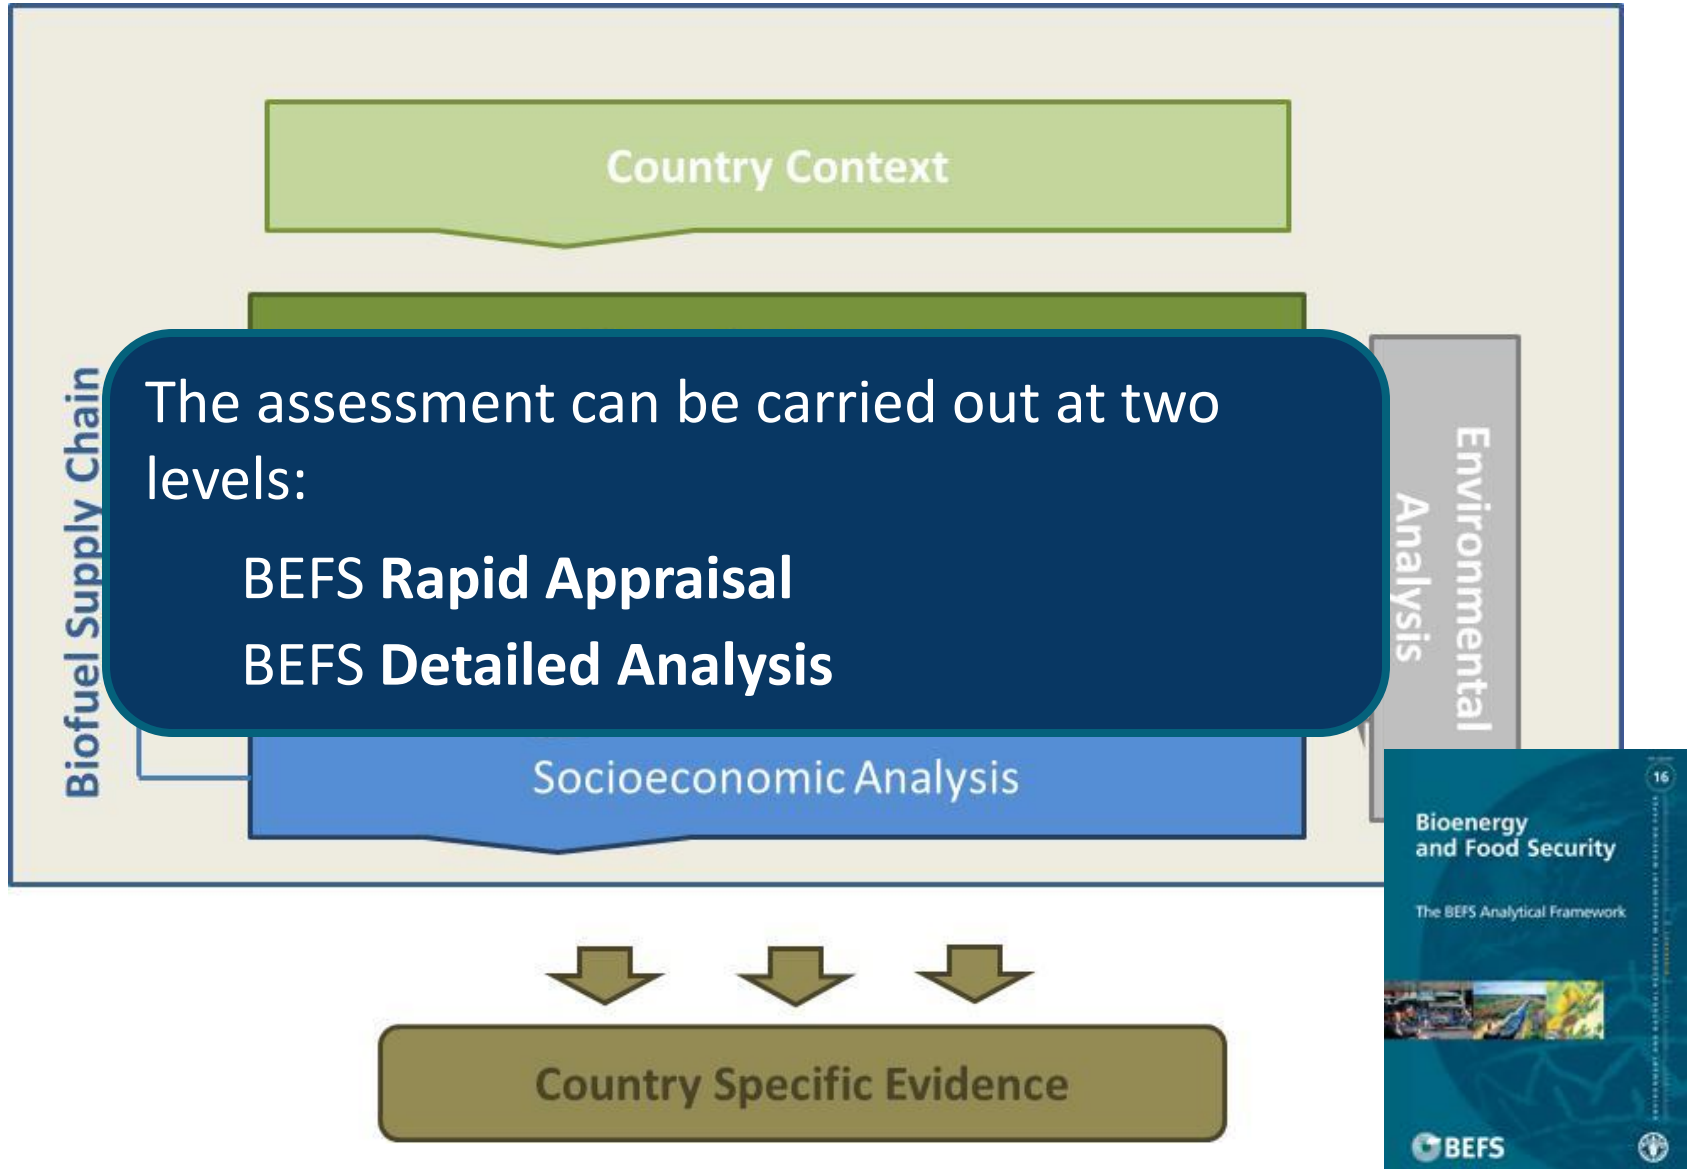 Country Context
Biofuel Supply Chain
The assessment can be carried out at two
levels:
BEFS Rapid Appraisal
BEFS Detailed Analysis
Environmental
Analysis
Socioeconomic Analysis
16
Bioenergy
and Food Security
The BEFS Analytical Framework
BEFS
Country Specific Evidence